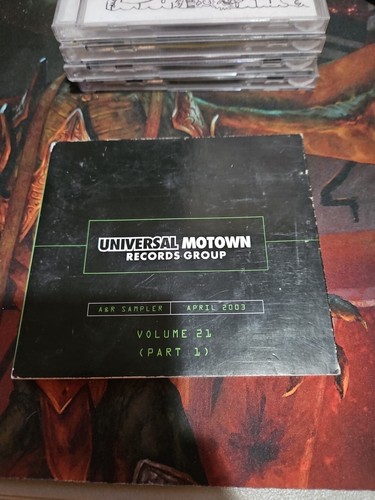 UNIVERSAL MOTOWN
RECORDS GROUP
A&R SAMPLER APRIL 2003
VOLUME 21
(PART 1)